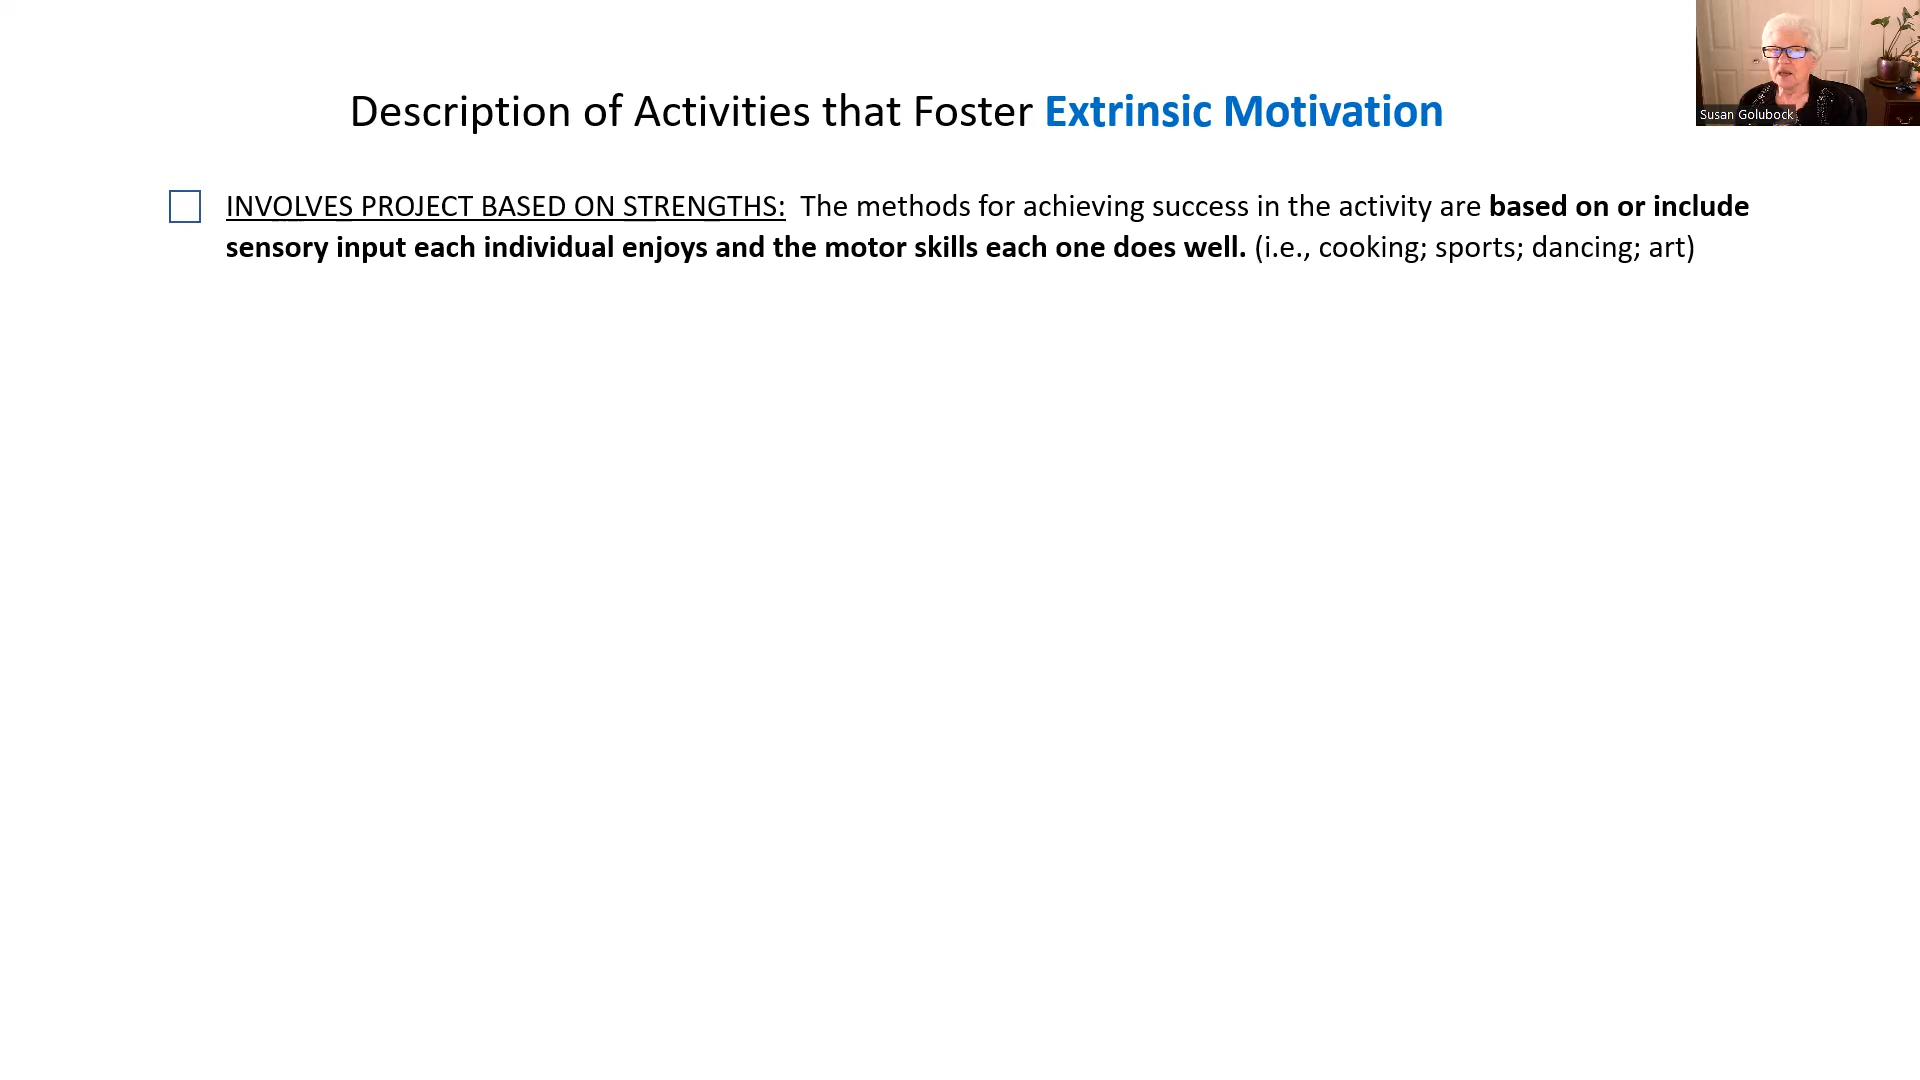 Description of Activities that Foster Extrinsic Motivation
Susan Golubock
INVOLVES PROJECT BASED ON STRENGTHS: The methods for achieving success in the activity are based on or include
sensory input each individual enjoys and the motor skills each one does well. (i.e., cooking; sports; dancing; art)